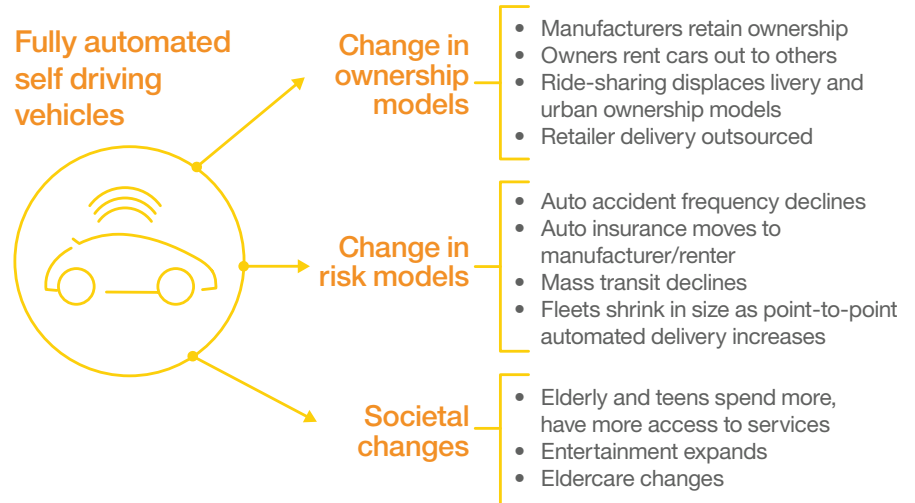 Fully automated
self driving
vehicles
Change in
ownership
models
• Manufacturers retain ownership
• Owners rent cars out to others
• Ride-sharing displaces livery and
urban ownership models
• Retailer delivery outsourced
Change in
risk models
• Auto accident frequency declines
• Auto insurance moves to
manufacturer/renter
• Mass transit declines
• Fleets shrink in size as point-to-point
automated delivery increases
Societal
changes
• Elderly and teens spend more,
have more access to services
• Entertainment expands
• Eldercare changes